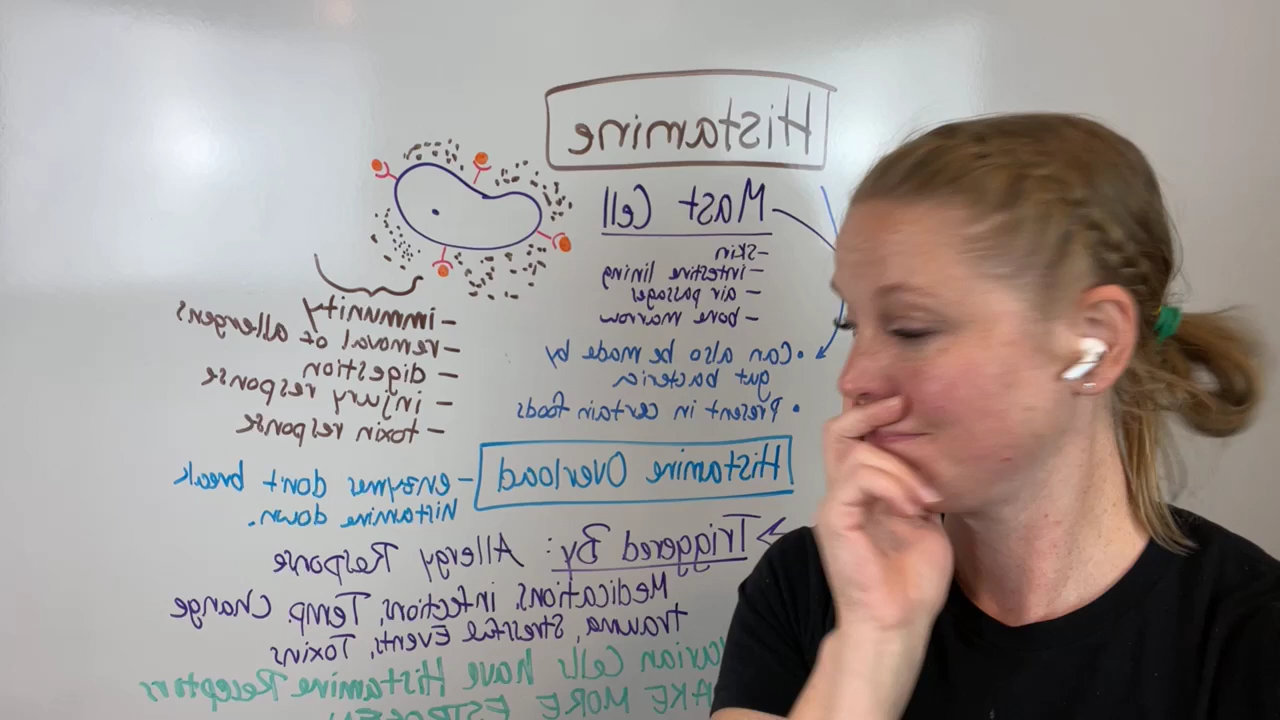 Histamine
Mast Cell
-skin
-intestine lining
- air passages
- bone marrow
• Can also be made by
gut bacteria
• Present in certain foods
-immunity
-removal of allergens
- digestion
- injury response
- toxin response
Histamine Overload
- enzymes don't break
histamine down.
Triggered By: Allergy Response
Medications, infections, Temp. Change
trauma, Stressful Events, Toxins
Cells have Histamine Receptors
MORE